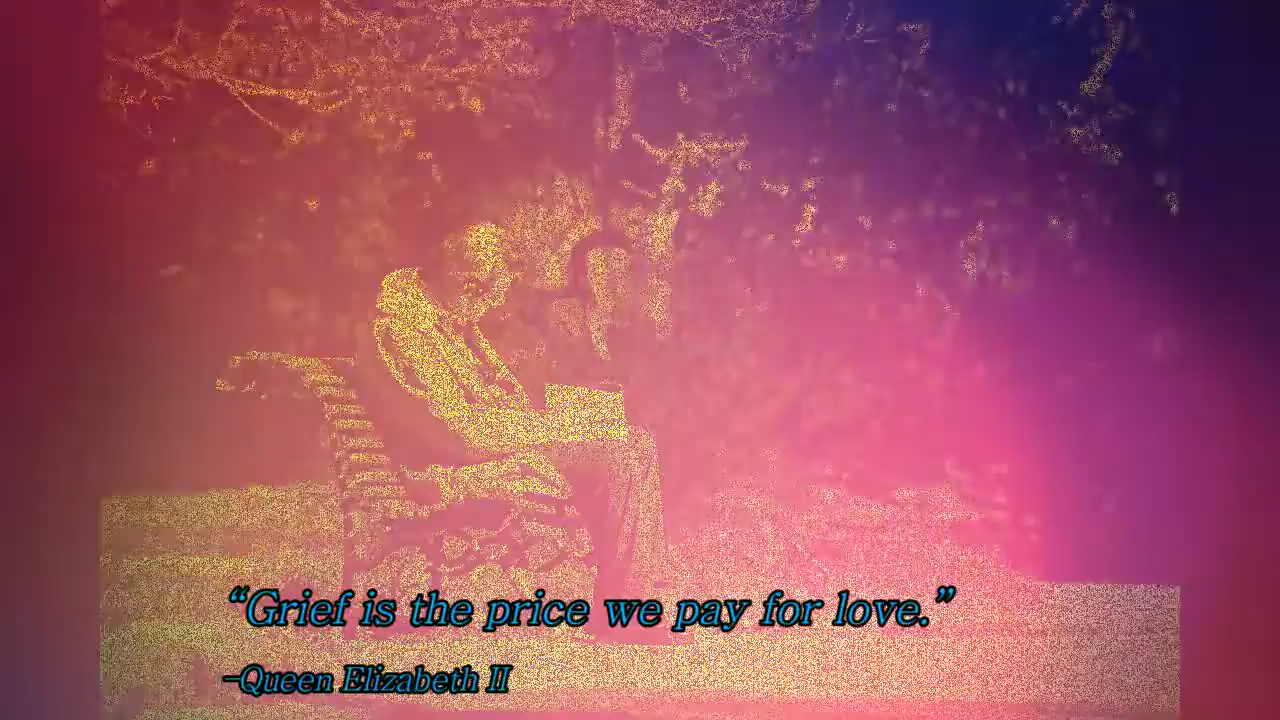 “Grief is the price we pay for love.”
–Queen Elizabeth II